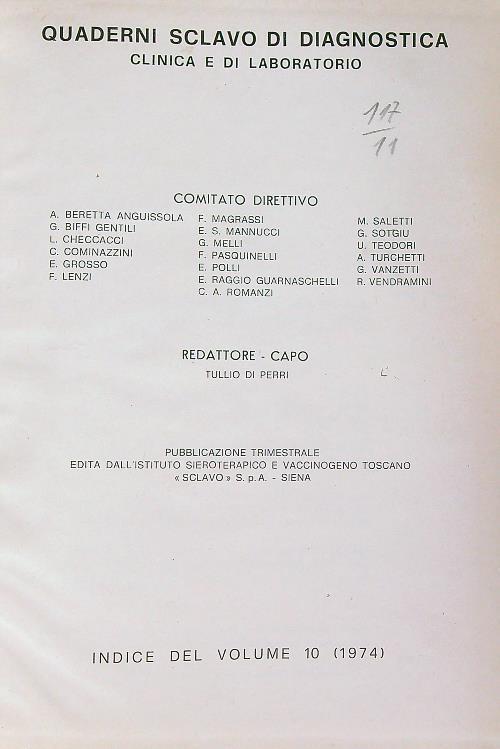 QUADERNI SCLAVO DI DIAGNOSTICA
CLINICA E DI LABORATORIO
117
11
COMITATO DIRETTIVO
A. BERETTA ANGUISSOLA
G. BIFFI GENTILI
L. CHECCACCI
C. COMINAZZINI
E. GROSSO
F. LENZI
F. MAGRASSI
E. S. MANNUCCI
G. MELLI
F. PASQUINELLI
E. POLLI
E. RAGGIO GUARNASCHELLI
C. A. ROMANZI
M. SALETTI
G. SOTGIU
U. TEODORI
A. TURCHETTI
G. VANZETTI
R. VENDRAMINI
REDATTORE - CAPO
TULLIO DI PERRI
PUBBLICAZIONE TRIMESTRALE
EDITA DALL'ISTITUTO SIEROTERAPICO E VACCINOGENO TOSCANO
« SCLAVO » S. p A. - SIENA
INDICE DEL VOLUME 10 (1974)